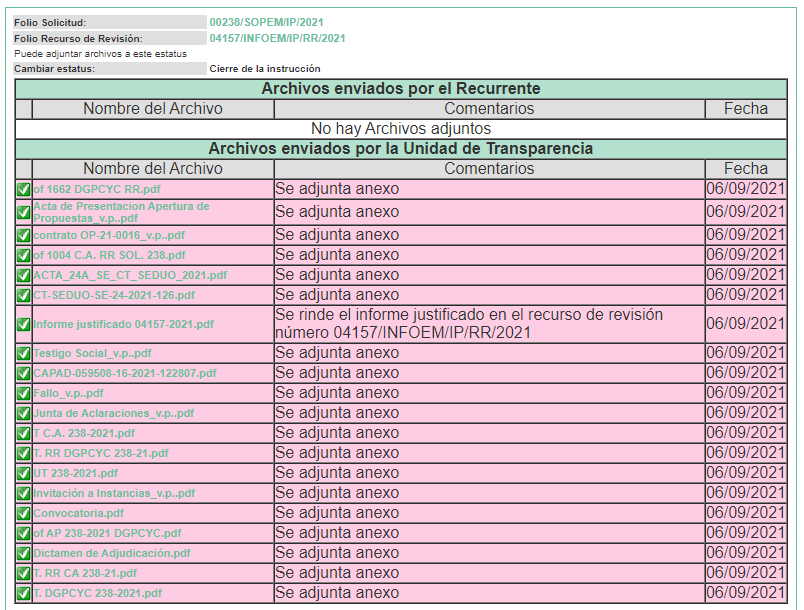 Folio Solicitud: 00238/SOPEM/IP/2021
Folio Recurso de Revisión: 04157/INFOEM/IP/RR/2021
Puede adjuntar archivos a este estatus
Cambiar estatus: Cierre de la instrucción
Archivos enviados por el Recurrente
Nombre del Archivo Comentarios Fecha
No hay Archivos adjuntos
Archivos enviados por la Unidad de Transparencia
Nombre del Archivo Comentarios Fecha
of 1662 DGPCYC RR.pdf Se adjunta anexo 06/09/2021
Acta de Presentacion Apertura de
Propuestas_v.p..pdf Se adjunta anexo 06/09/2021
contrato OP-21-0016_v.p..pdf Se adjunta anexo 06/09/2021
of 1004 C.A. RR SOL. 238.pdf Se adjunta anexo 06/09/2021
ACTA_24A_SE_CT_SEDUO_2021.pdf Se adjunta anexo 06/09/2021
CT-SEDUO-SE-24-2021-126.pdf Se adjunta anexo 06/09/2021
Informe justificado 04157-2021.pdf Se rinde el informe justificado en el recurso de revisión
número 04157/INFOEM/IP/RR/2021 06/09/2021
Testigo Social_v.p..pdf Se adjunta anexo 06/09/2021
CAPAD-059508-16-2021-122807.pdf Se adjunta anexo 06/09/2021
Fallo_v.p..pdf Se adjunta anexo 06/09/2021
Junta de Aclaraciones_v.p..pdf Se adjunta anexo 06/09/2021
T C.A. 238-2021.pdf Se adjunta anexo 06/09/2021
T. RR DGPCYC 238-21.pdf Se adjunta anexo 06/09/2021
UT 238-2021.pdf Se adjunta anexo 06/09/2021
Invitación a Instancias_v.p..pdf Se adjunta anexo 06/09/2021
Convocatoria.pdf Se adjunta anexo 06/09/2021
of AP 238-2021 DGPCYC.pdf Se adjunta anexo 06/09/2021
Dictamen de Adjudicación.pdf Se adjunta anexo 06/09/2021
T. RR CA 238-21.pdf Se adjunta anexo 06/09/2021
T. DGPCYC 238-2021.pdf Se adjunta anexo 06/09/2021